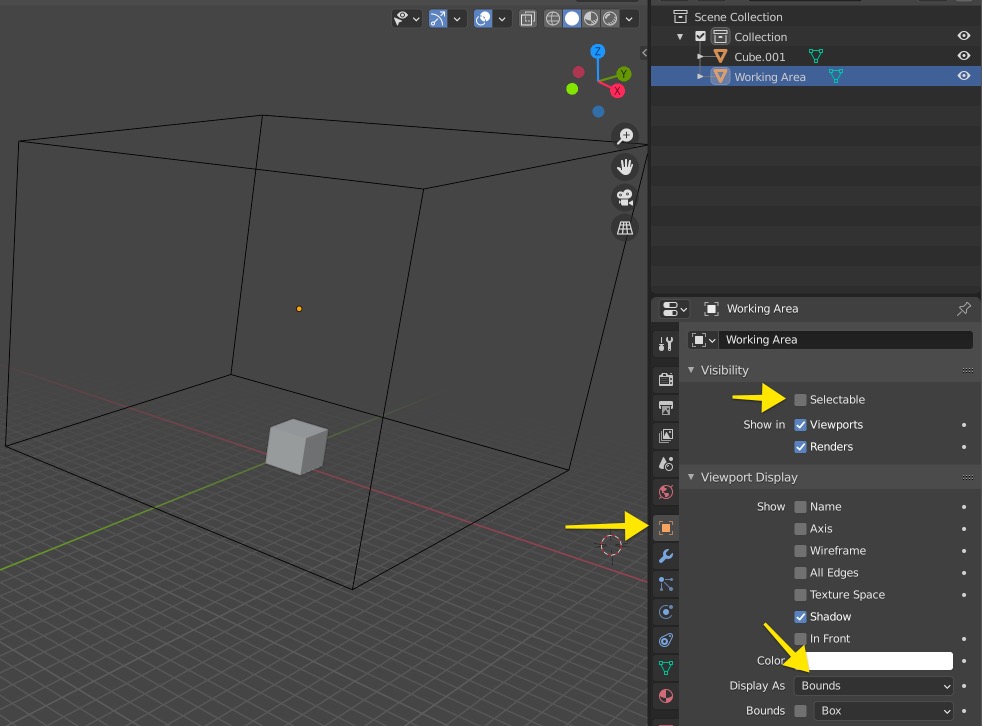 Scene Collection
Collection
Cube.001
Working Area
Z
Y
X
Working Area
Working Area
Visibility
Selectable
Show in Viewports
Renders
Viewport Display
Show Name
Axis
Wireframe
All Edges
Texture Space
Shadow
In Front
Color
Display As Bounds
Bounds Box